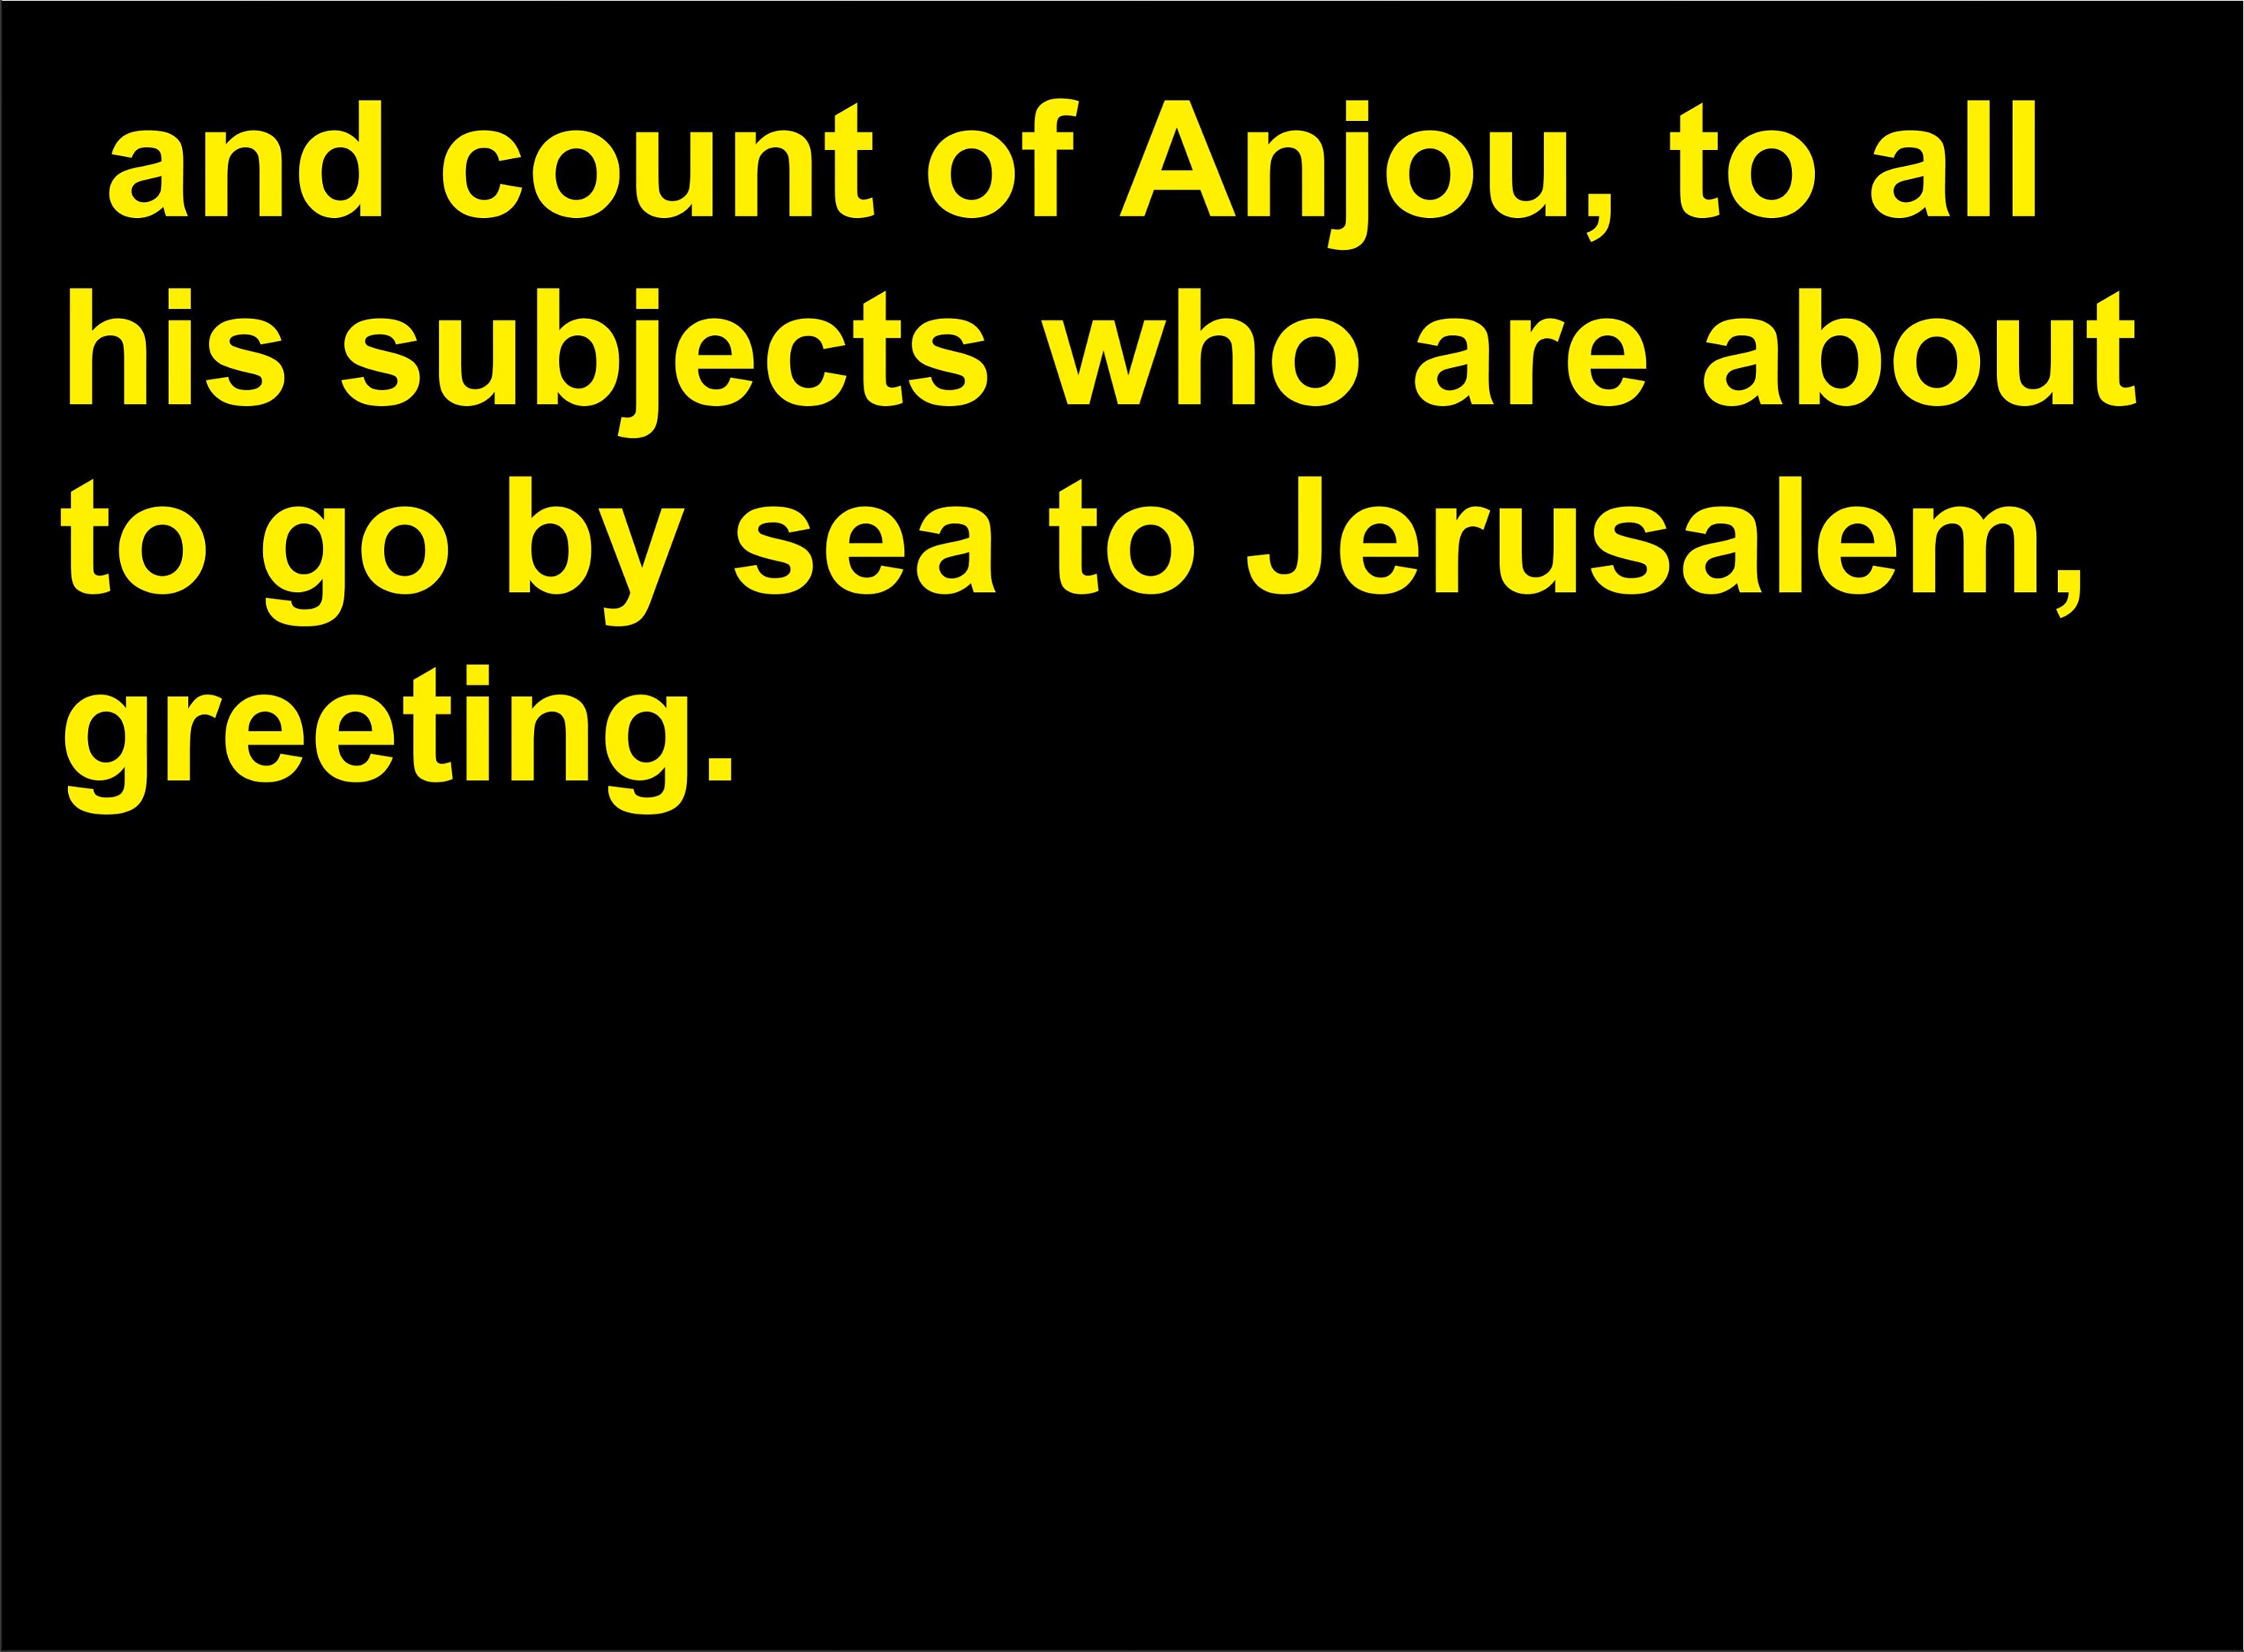 and count of Anjou, to all
his subjects who are about
to go by sea to Jerusalem,
greeting.